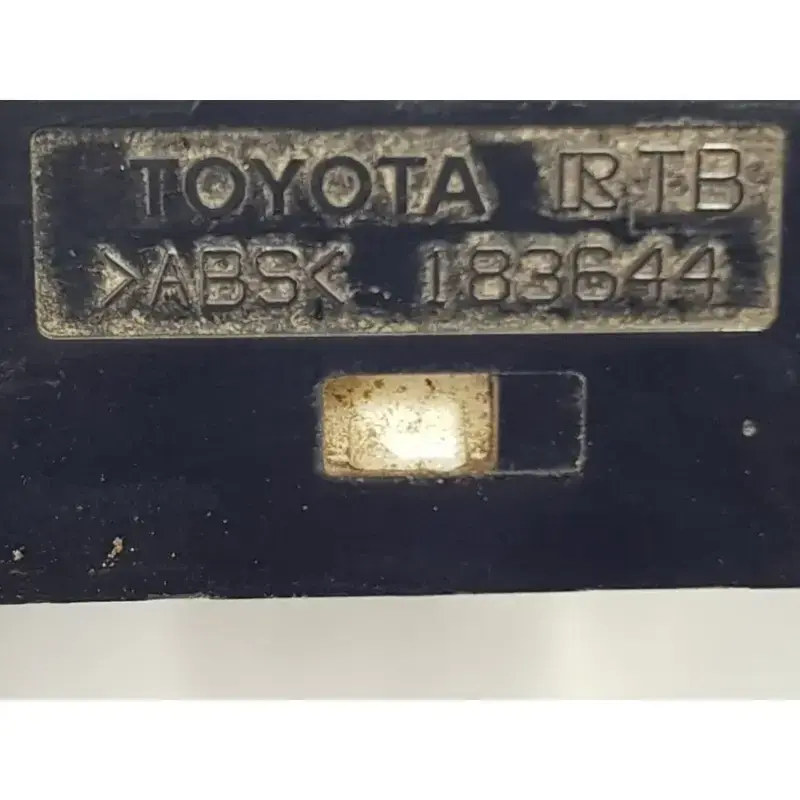 TOYOTA RTB
>ABS< 183644